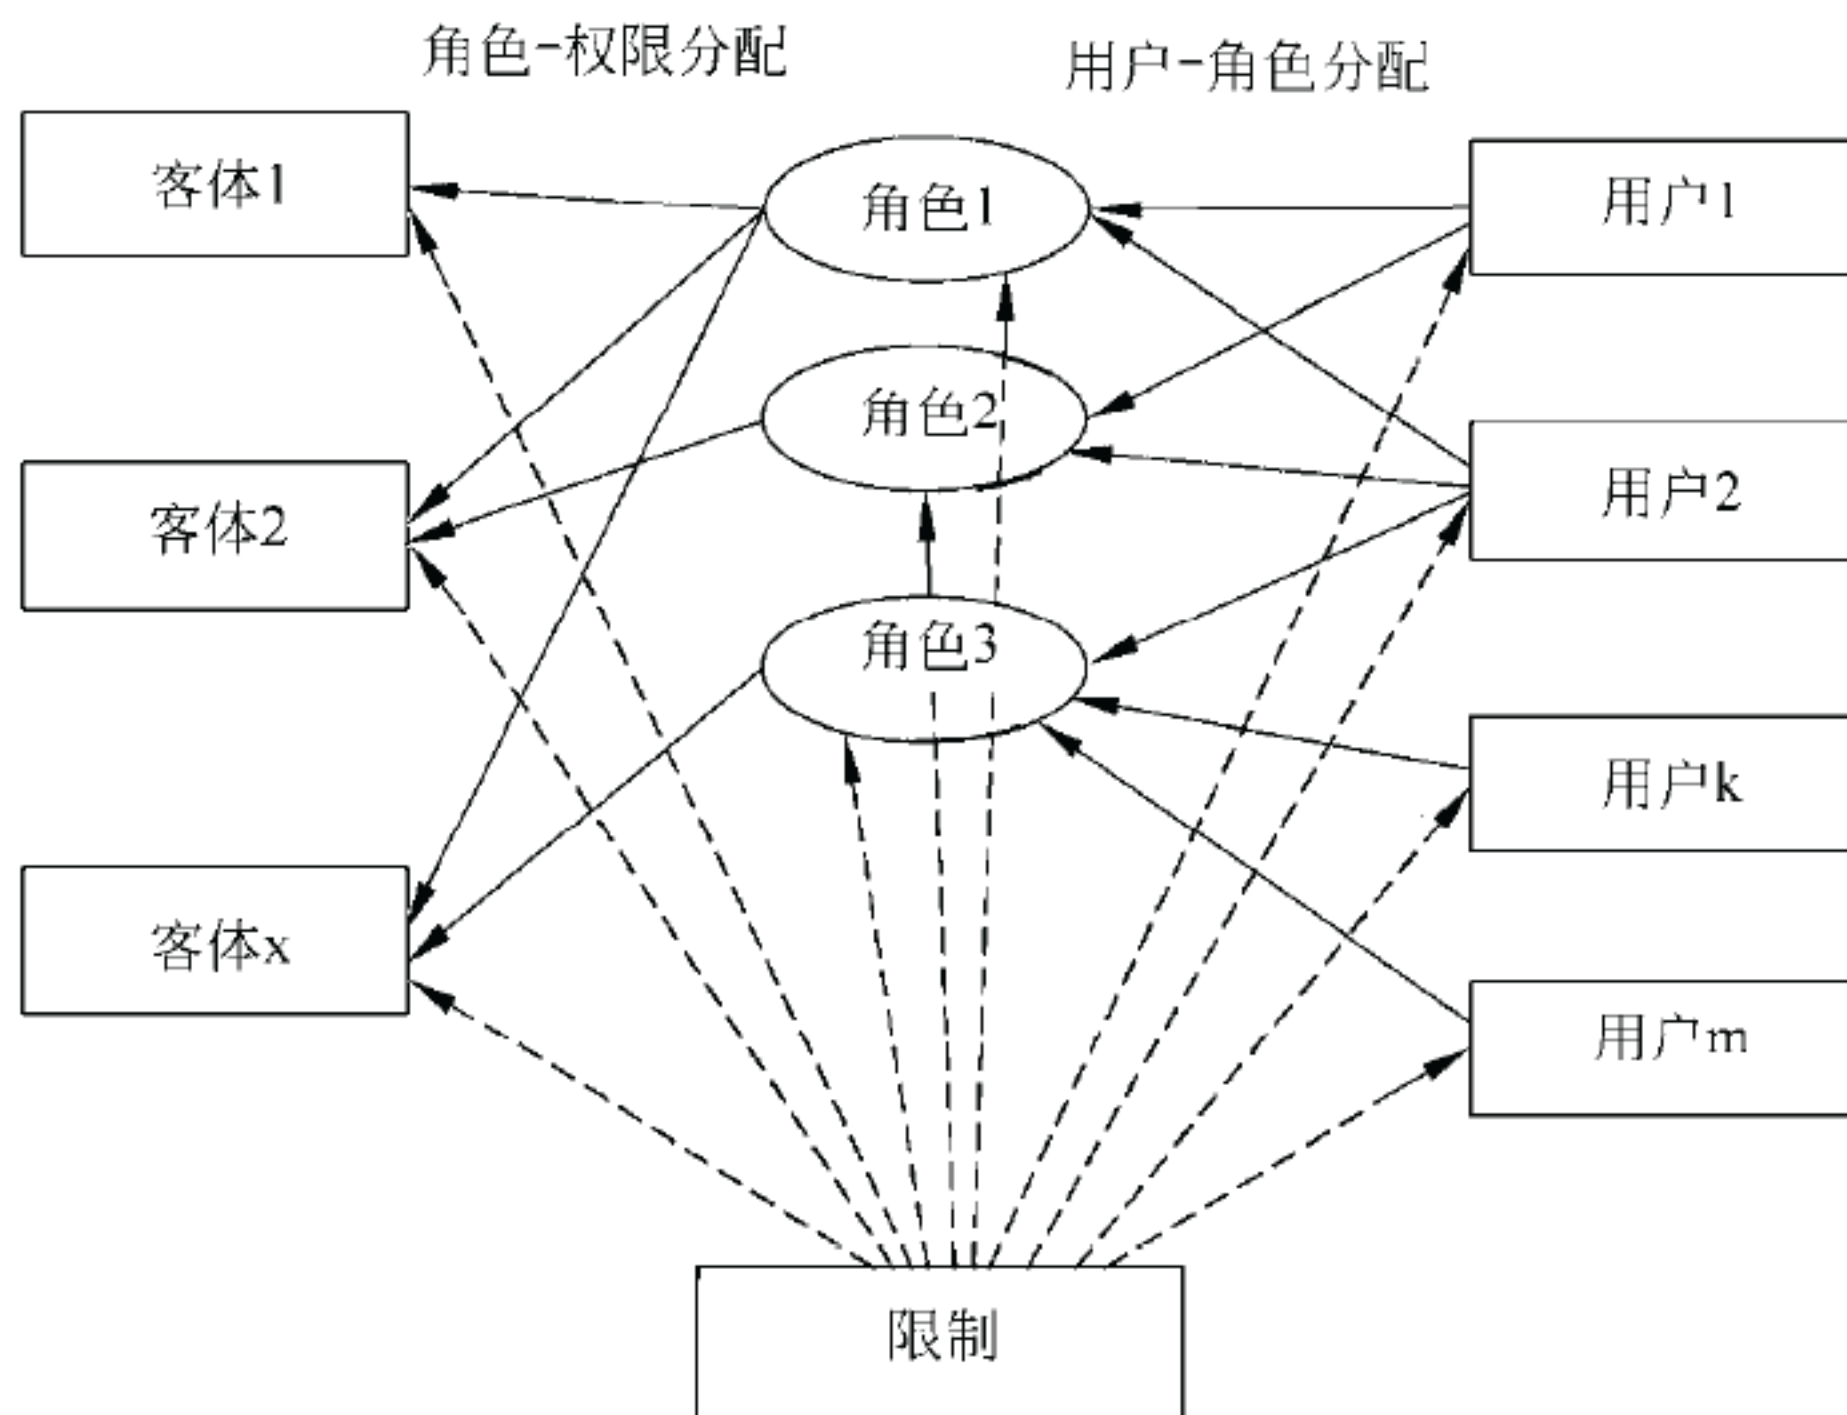 角色-权限分配
用户-角色分配
客体1
角色1
用户1
角色2
用户2
客体2
角色3
用户k
客体x
用户m
限制